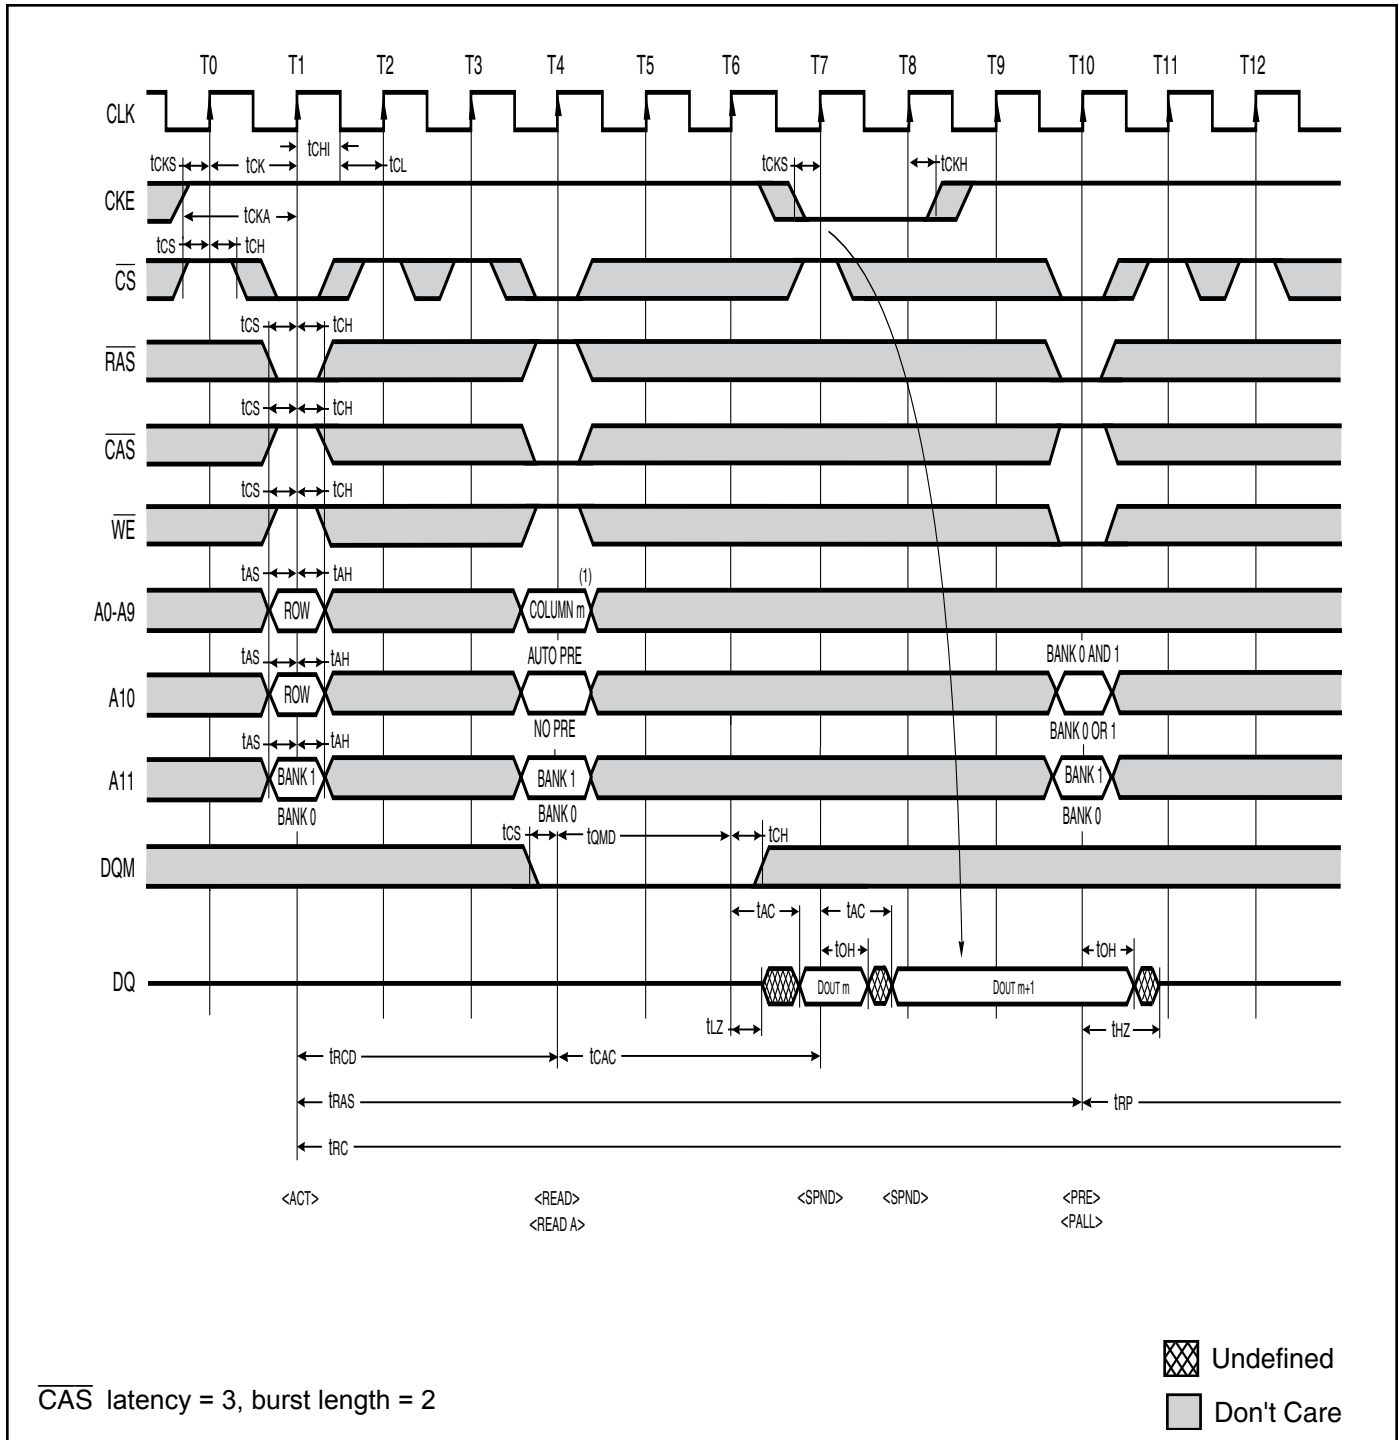 T0 T1 T2 T3 T4 T5 T6 T7 T8 T9 T10 T11 T12
CLK
tCHI
tCKS tCK tCL tCKS tCKH
CKE
tCKA
tCS tCH
CS
tCS tCH
RAS
tCS tCH
CAS
tCS tCH
WE
tAS tAH (1)
A0-A9 ROW COLUMN m
tAS tAH AUTO PRE BANK 0 AND 1
A10 ROW
NO PRE BANK 0 OR 1
tAS tAH
A11 BANK 1 BANK 1 BANK 1
BANK 0 BANK 0 BANK 0
tCS tQMD tCH
DQM
tAC tAC
tOH tOH
DQ DOUT m DOUT m+1
tLZ tHZ
tRCD tCAC
tRAS tRP
tRC
<ACT> <READ> <SPND> <SPND> <PRE>
<READ A> <PALL>
Undefined
CAS latency = 3, burst length = 2
Don't Care